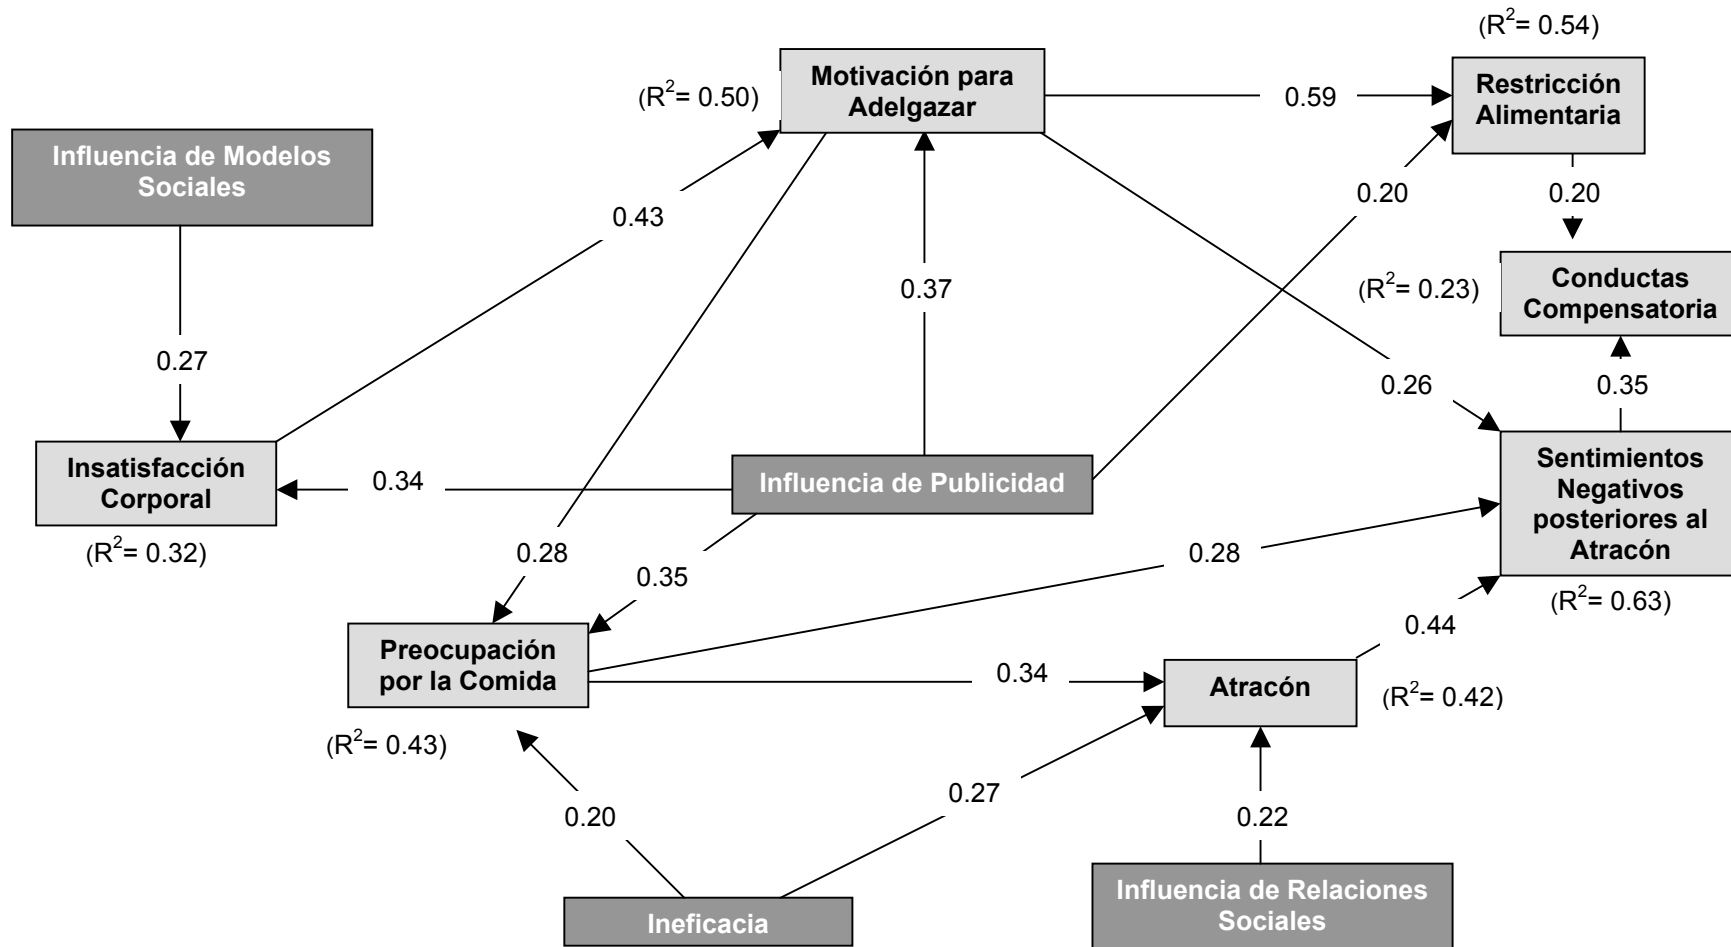 (R²= 0.54)
Motivación para
Adelgazar
(R²= 0.50)
0.59
Restricción
Alimentaria
Influencia de Modelos
Sociales
0.43
0.20
0.20
0.37
Conductas
Compensatoria
(R²= 0.23)
0.27
0.26
0.35
Insatisfacción
Corporal
(R²= 0.32)
0.34
Influencia de Publicidad
Sentimientos
Negativos
posteriores al
Atracón
(R²= 0.63)
0.28
0.35
0.28
0.44
Preocupación
por la Comida
(R²= 0.43)
0.34
Atracón
(R²= 0.42)
0.20
0.27
0.22
Ineficacia
Influencia de Relaciones
Sociales